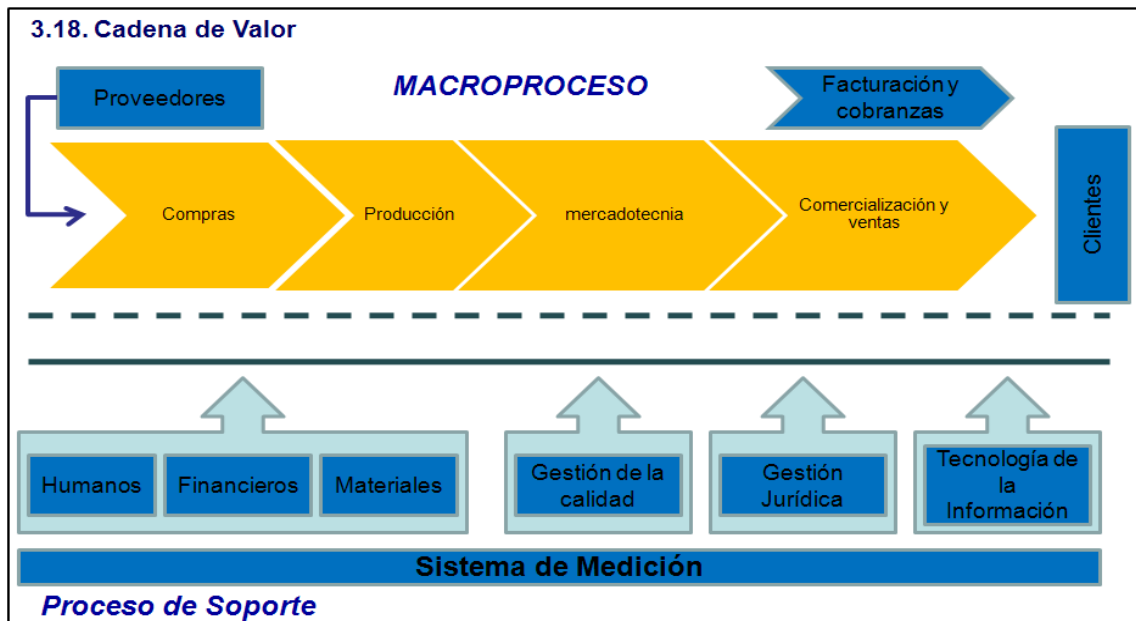 3.18. Cadena de Valor
Proveedores
MACROPROCESO
Facturación y
cobranzas
Compras
Producción
mercadotecnia
Comercialización y
ventas
Clientes
Humanos
Financieros
Materiales
Gestión de la
calidad
Gestión
Jurídica
Tecnología de
la
Información
Sistema de Medición
Proceso de Soporte